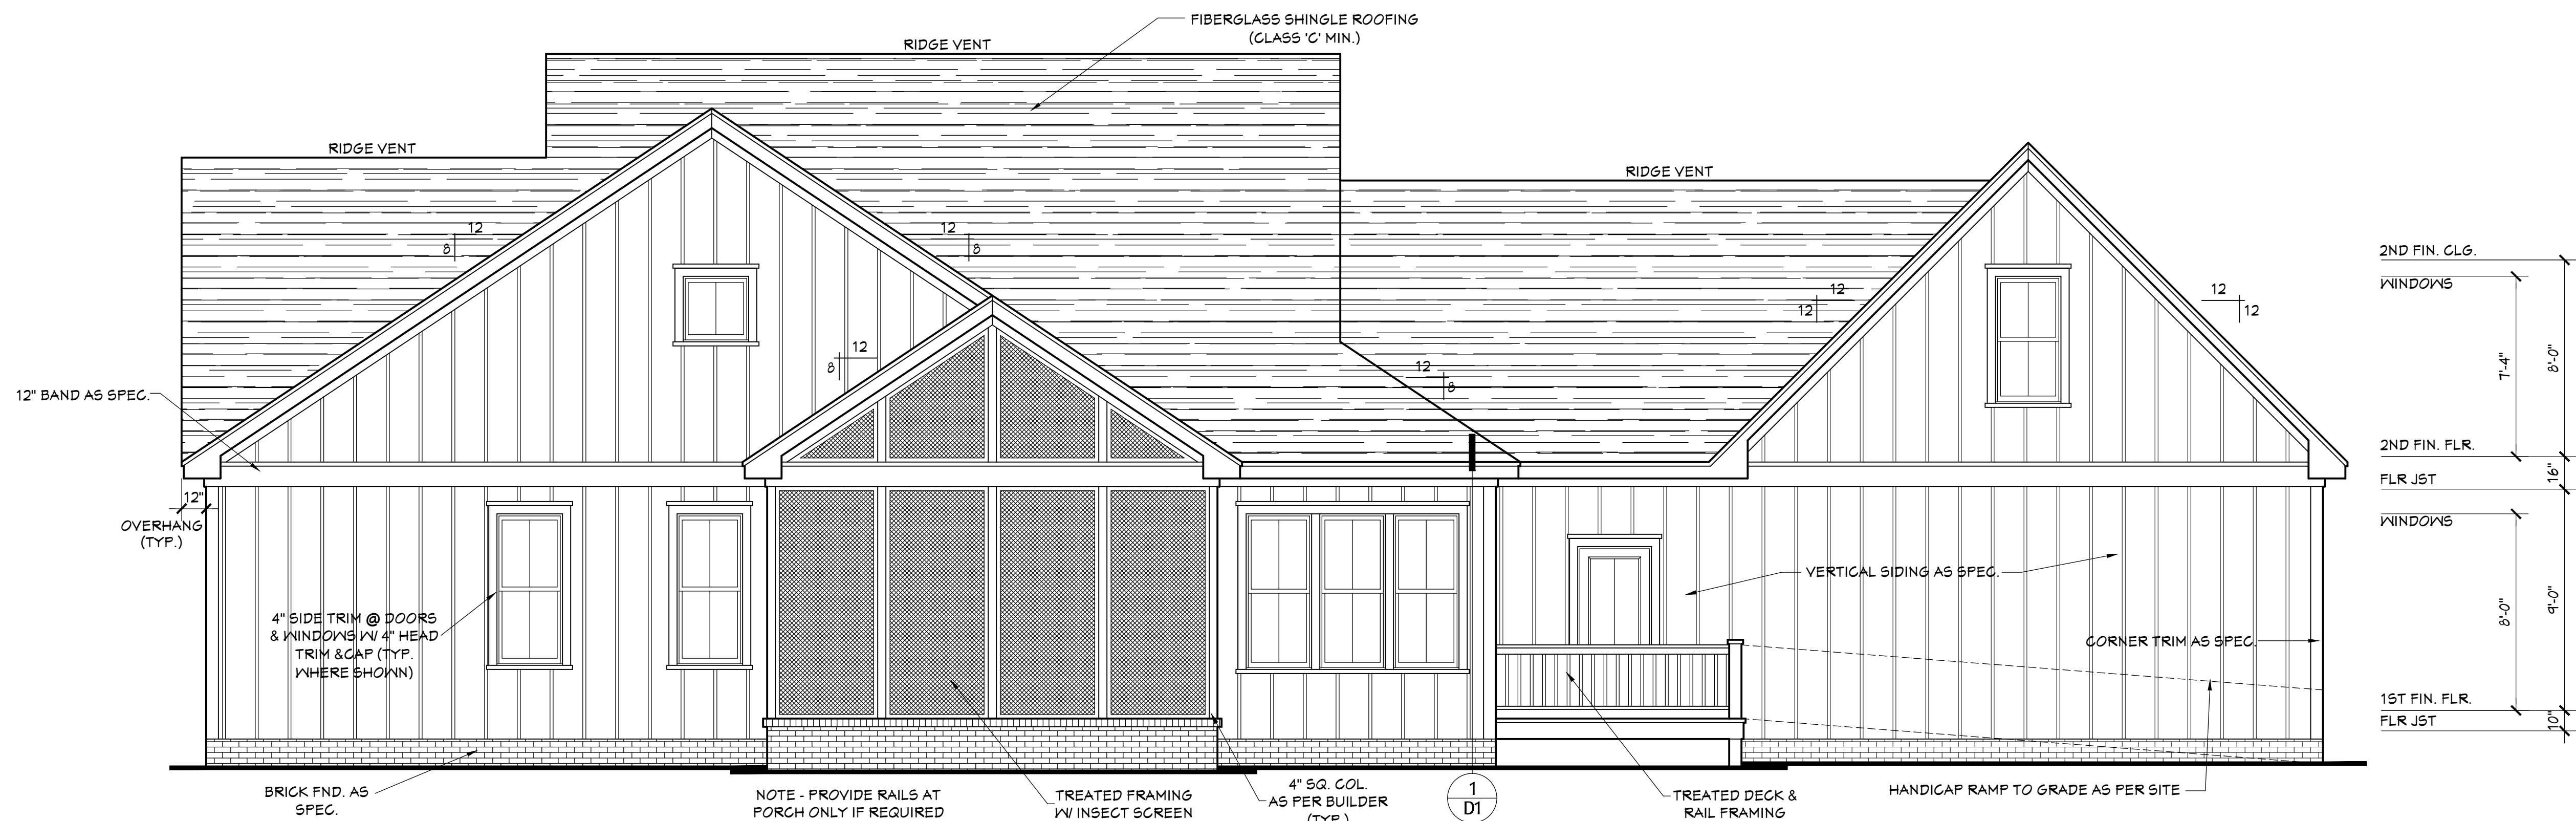 FIBERGLASS SHINGLE ROOFING
(CLASS 'C' MIN.)
RIDGE VENT
RIDGE VENT
RIDGE VENT
12
8
12
8
12
8
12
8
12
12
12
12
12" BAND AS SPEC.
12"
OVERHANG
(TYP.)
4" SIDE TRIM @ DOORS
& WINDOWS W/ 4" HEAD
TRIM &CAP (TYP.
WHERE SHOWN)
VERTICAL SIDING AS SPEC.
CORNER TRIM AS SPEC.
BRICK FND. AS
SPEC.
NOTE - PROVIDE RAILS AT
PORCH ONLY IF REQUIRED
TREATED FRAMING
W/ INSECT SCREEN
4" SQ. COL.
AS PER BUILDER
(TYP.)
1
D1
TREATED DECK &
RAIL FRAMING
HANDICAP RAMP TO GRADE AS PER SITE
2ND FIN. CLG.
WINDOWS
7'-4"
8'-0"
2ND FIN. FLR.
FLR JST
16"
WINDOWS
8'-0"
9'-0"
1ST FIN. FLR.
FLR JST
10"